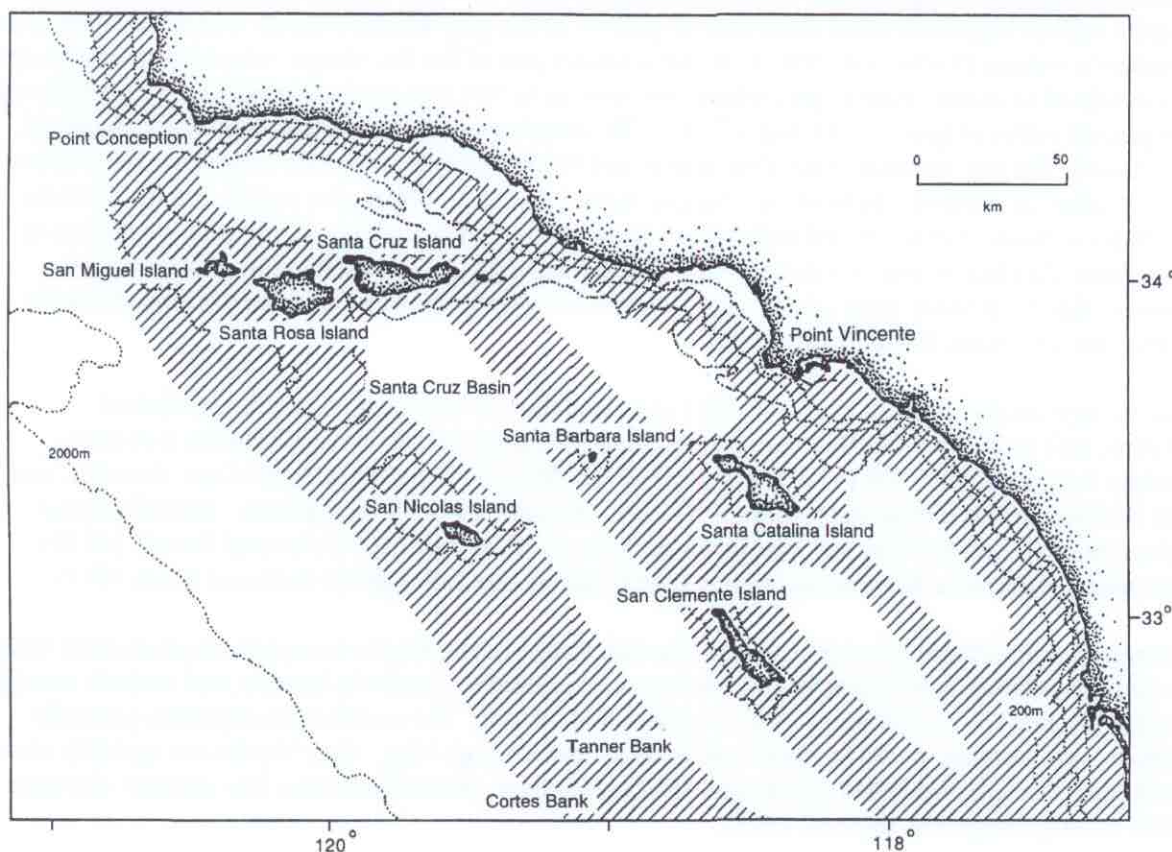 Point Conception
0 50
km
Santa Cruz Island
San Miguel Island
34°
Santa Rosa Island
Point Vincente
Santa Cruz Basin
Santa Barbara Island
2000m
San Nicolas Island
Santa Catalina Island
San Clemente Island
33°
200m
Tanner Bank
Cortes Bank
120° 118°